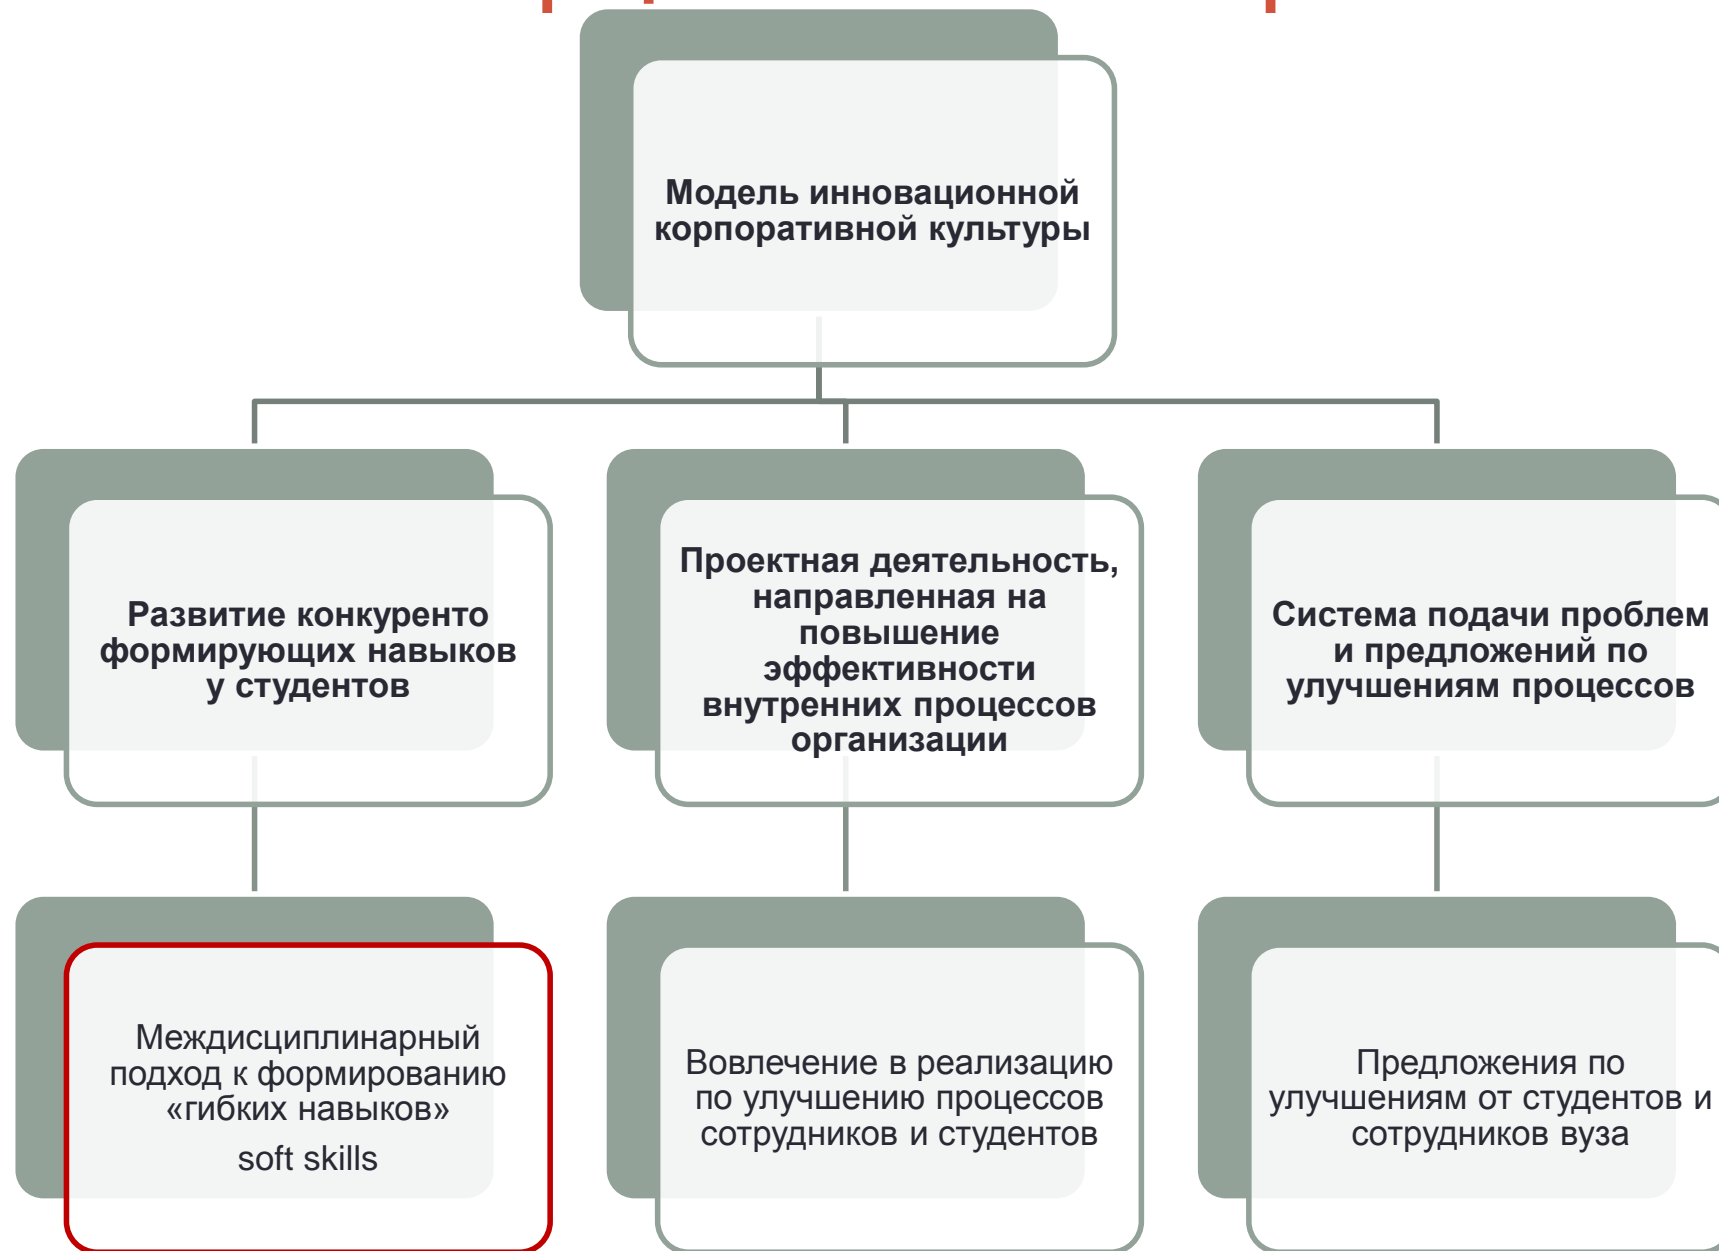 Модель инновационной
корпоративной культуры
Развитие конкуренто
формирующих навыков
у студентов
Проектная деятельность,
направленная на
повышение
эффективности
внутренних процессов
организации
Система подачи проблем
и предложений по
улучшениям процессов
Междисциплинарный
подход к формированию
«гибких навыков»
soft skills
Вовлечение в реализацию
по улучшению процессов
сотрудников и студентов
Предложения по
улучшениям от студентов и
сотрудников вуза